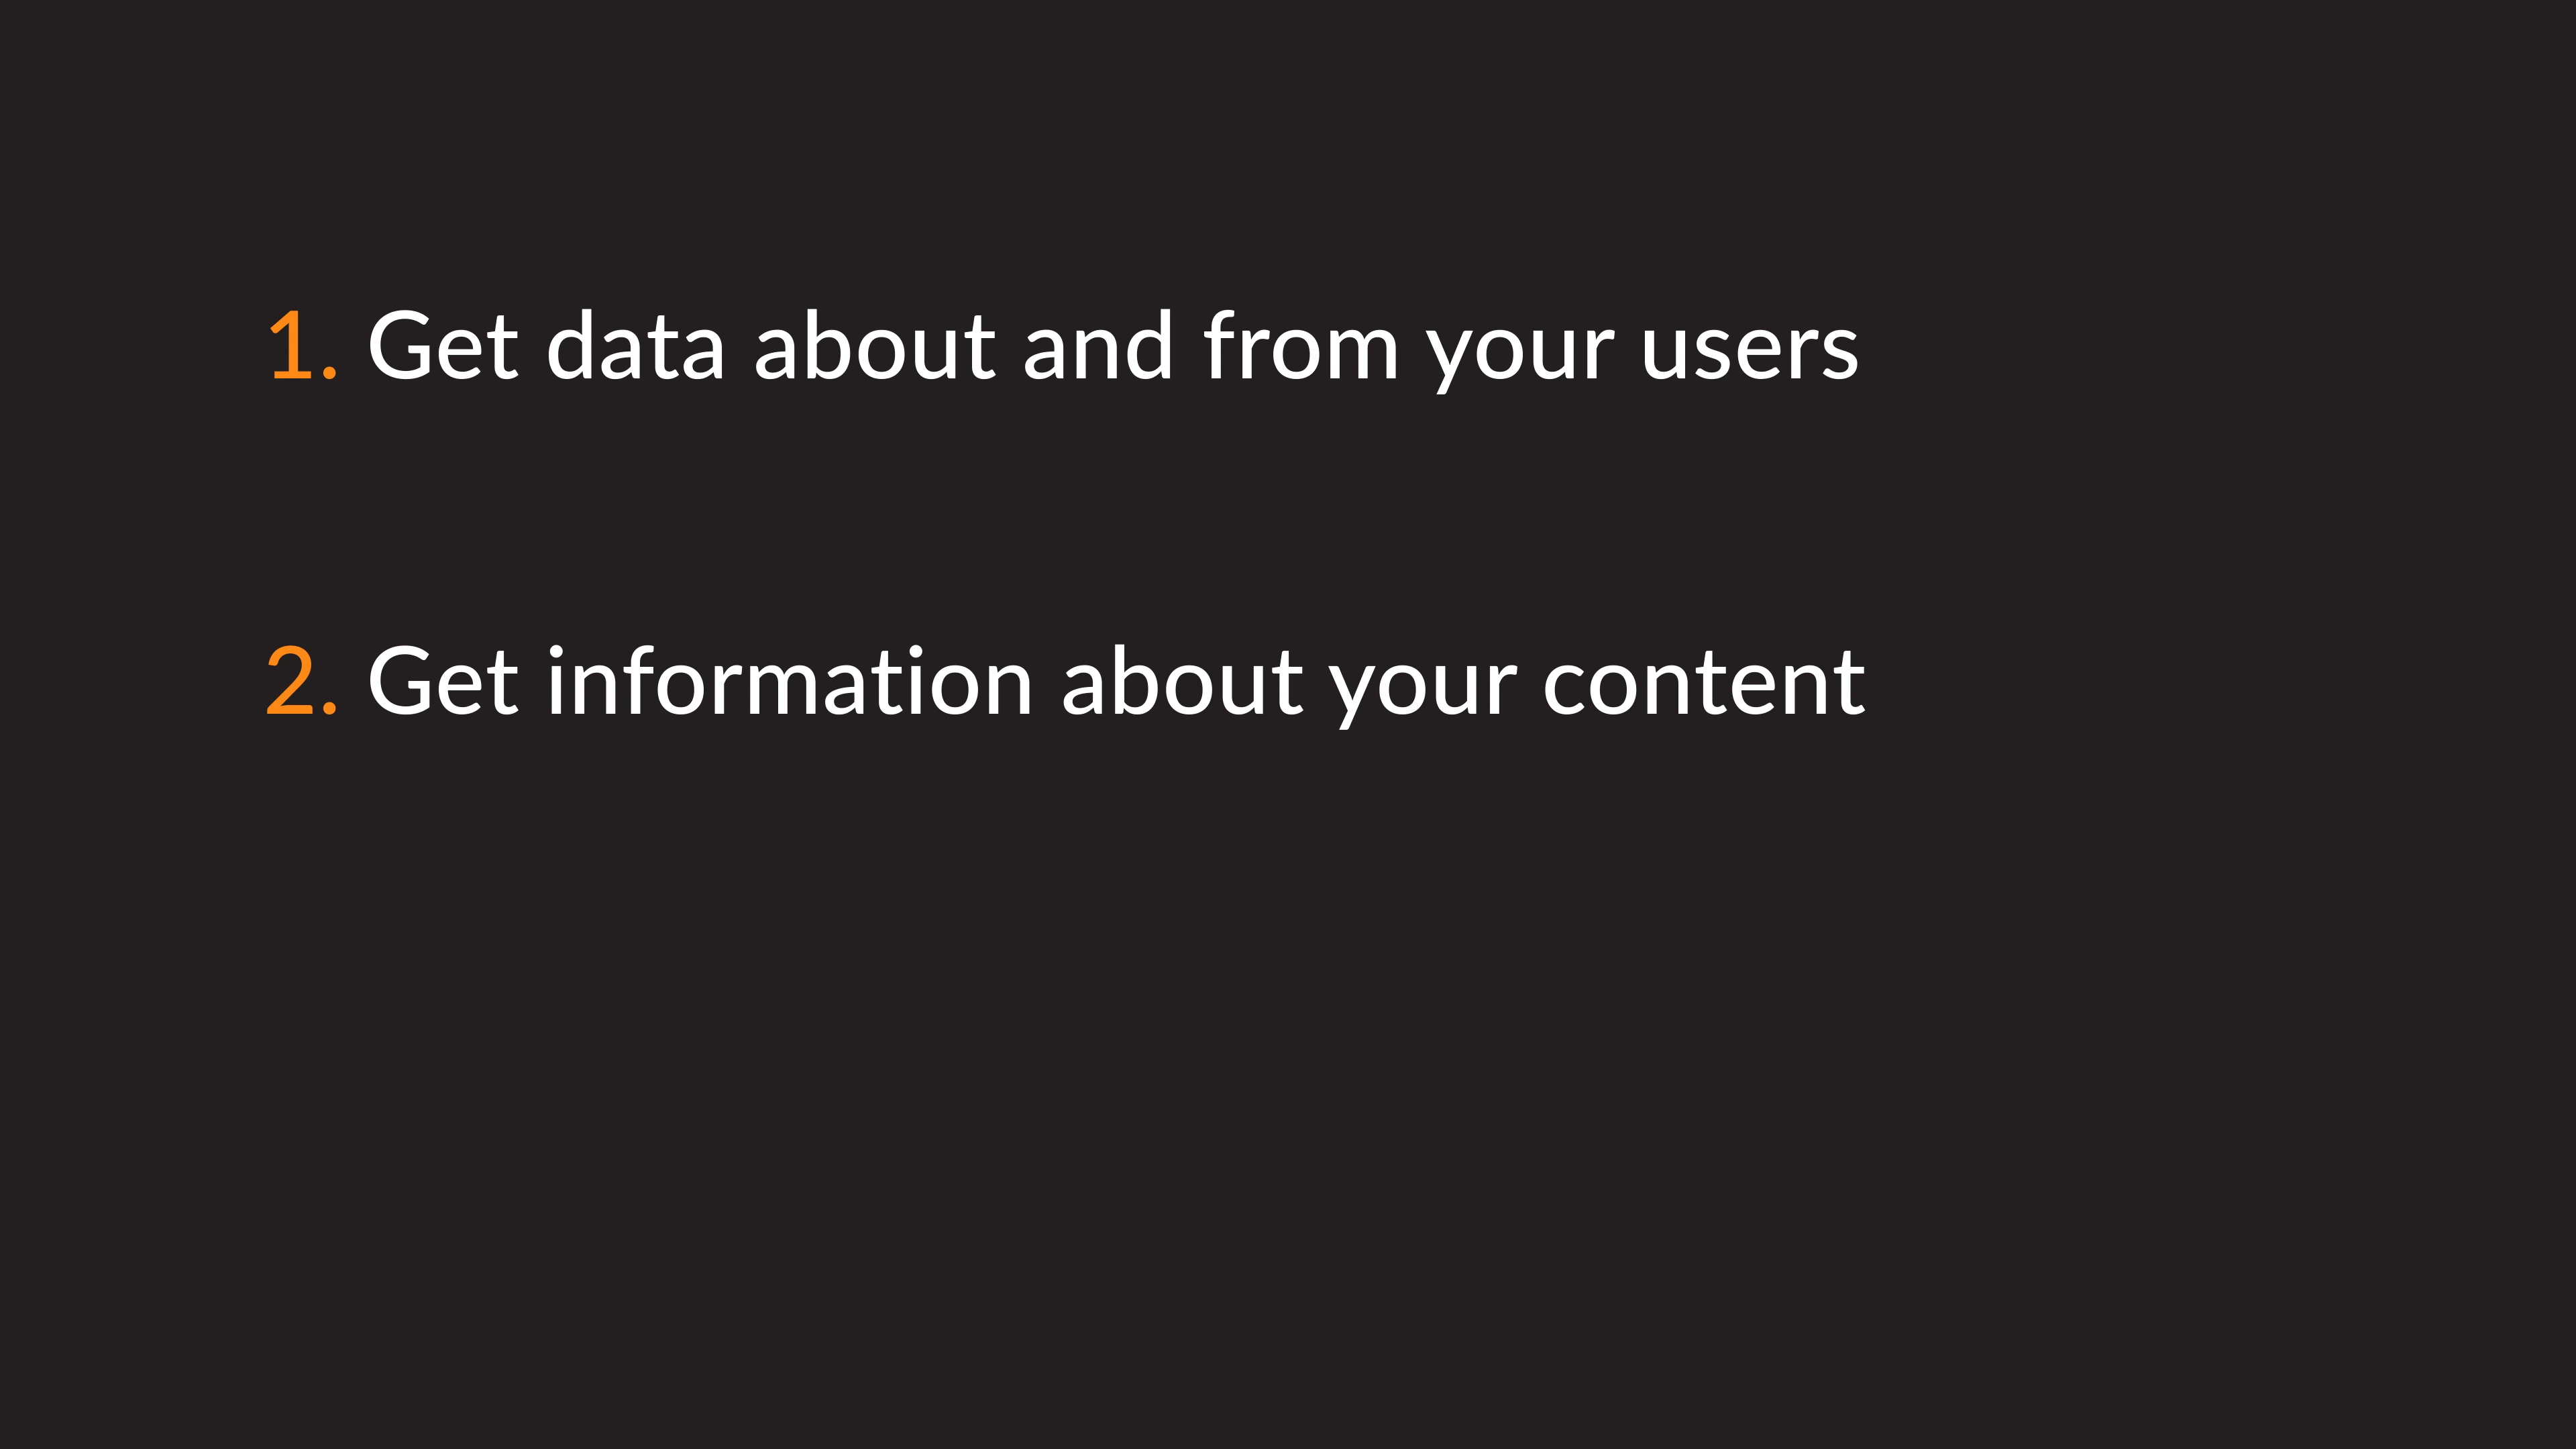 1. Get data about and from your users
2. Get information about your content